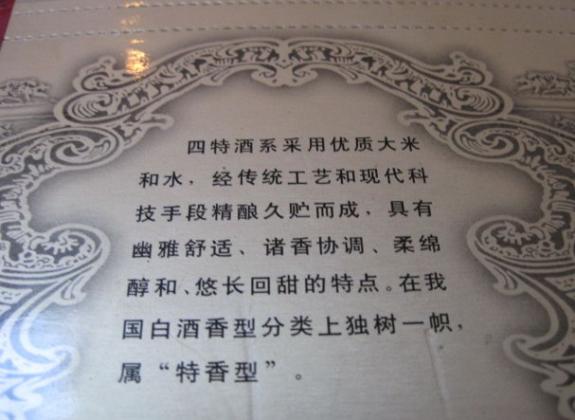 四特酒系采用优质大米
和水，经传统工艺和现代科
技手段精酿久贮而成，具有
幽雅舒适、诸香协调、柔绵
醇和、悠长回甜的特点。在我
国白酒香型分类上独树一帜，
属“特香型”。